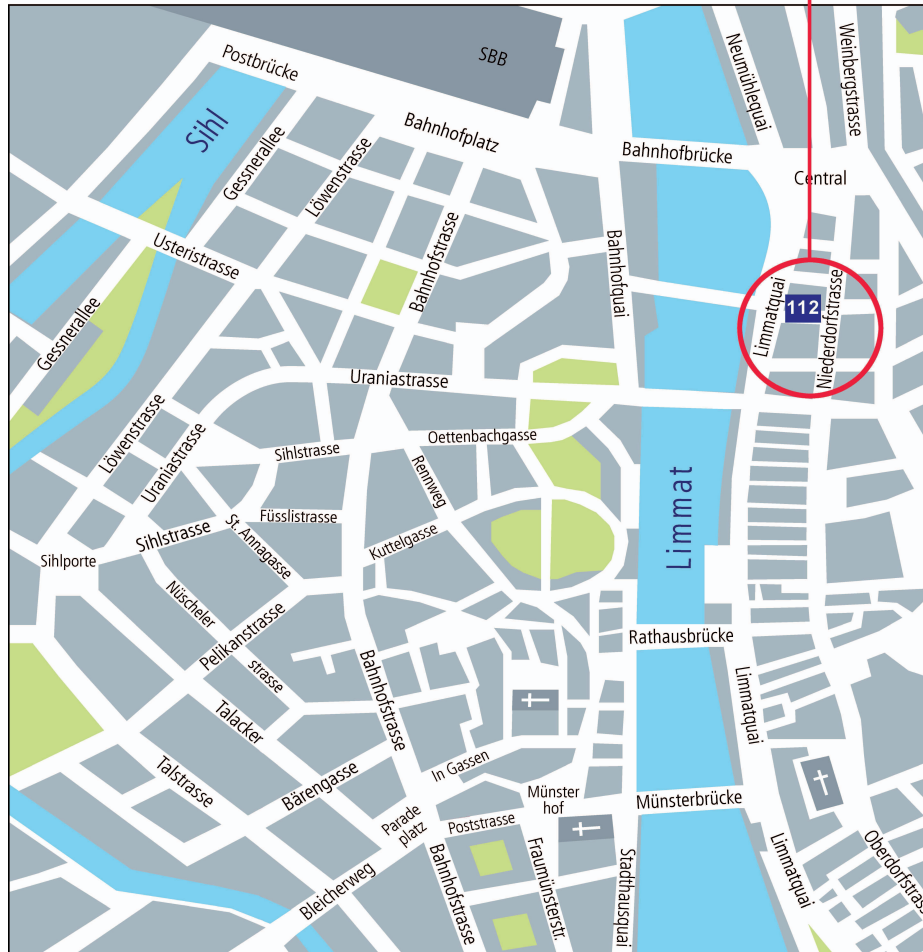 SBB
Postbrücke
Neumühlequai
Weinbergstrasse
Sihl
Bahnhofplatz
Bahnhofbrücke
Gessnerallee
Löwenstrasse
Central
Usteristrasse
Bahnhofstrasse
Bahnhofquai
Limmatquai
112
Niederdorfstrasse
Gessnerallee
Uraniastrasse
Löwenstrasse
Uraniastrasse
Sihlstrasse
Oettenbachgasse
Rennweg
Limmat
Füsslistrasse
Sihlstrasse
St. Annagasse
Kuttelgasse
Sihlporte
Nüscheler
strasse
Pelikanstrasse
Rathausbrücke
Bahnhofstrasse
Limmatquai
Talacker
Talstrasse
In Gassen
Bärengasse
Münster
hof
Münsterbrücke
Parade
platz
Poststrasse
Bleicherweg
Bahnhofstrasse
Fraumünsterstr.
Stadthausquai
Limmatquai
Oberdorfstrasse